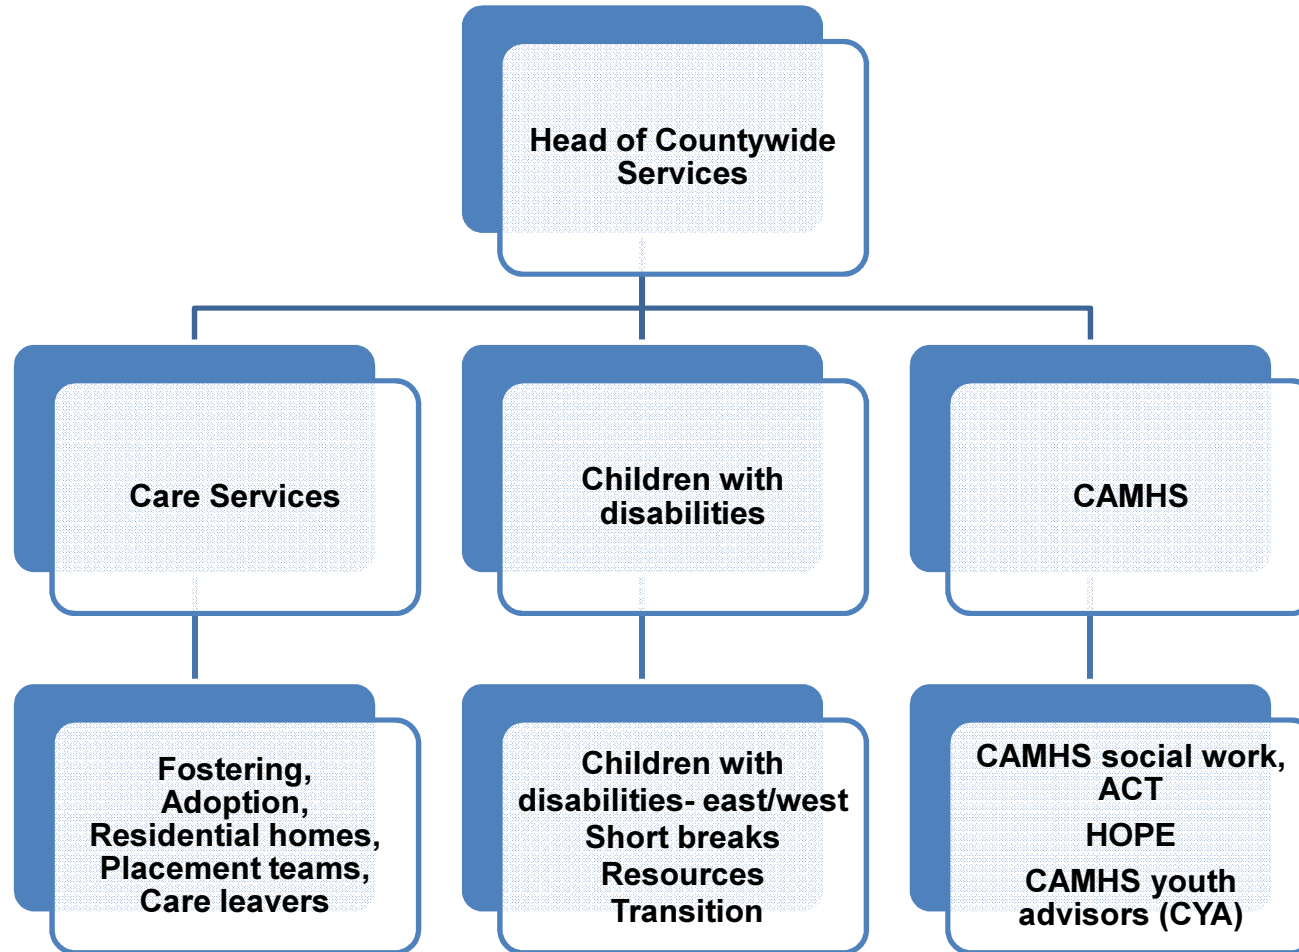 Head of Countywide
Services
Care Services
Children with
disabilities
CAMHS
Fostering,
Adoption,
Residential homes,
Placement teams,
Care leavers
Children with
disabilities- east/west
Short breaks
Resources
Transition
CAMHS social work,
ACT
HOPE
CAMHS youth
advisors (CYA)